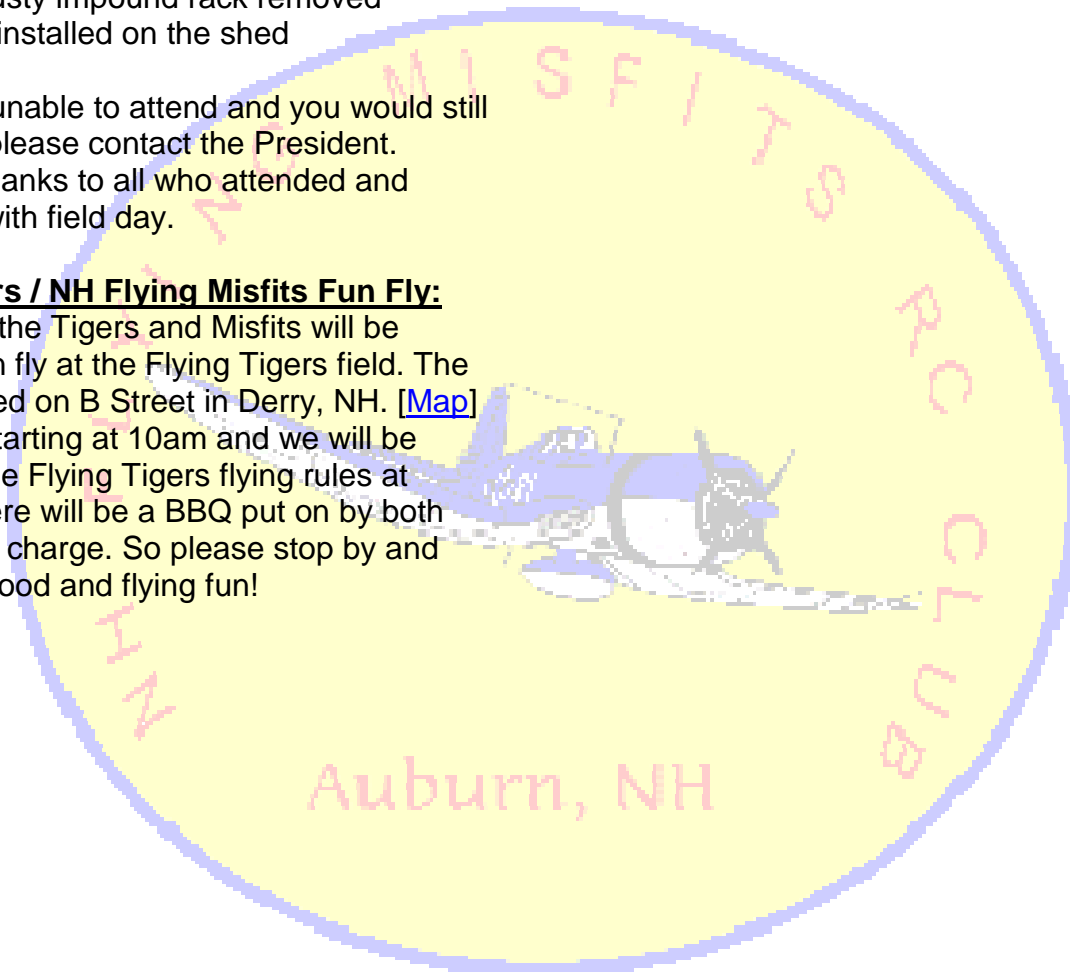 usty impound rack removed
installed on the shed
unable to attend and you would still
please contact the President.
anks to all who attended and
with field day.
rs / NH Flying Misfits Fun Fly:
the Tigers and Misfits will be
n fly at the Flying Tigers field. The
ed on B Street in Derry, NH. [Map]
tarting at 10am and we will be
e Flying Tigers flying rules at
ere will be a BBQ put on by both
charge. So please stop by and
ood and flying fun!
NH FLYING MISFITS RC CLUB
Auburn, NH